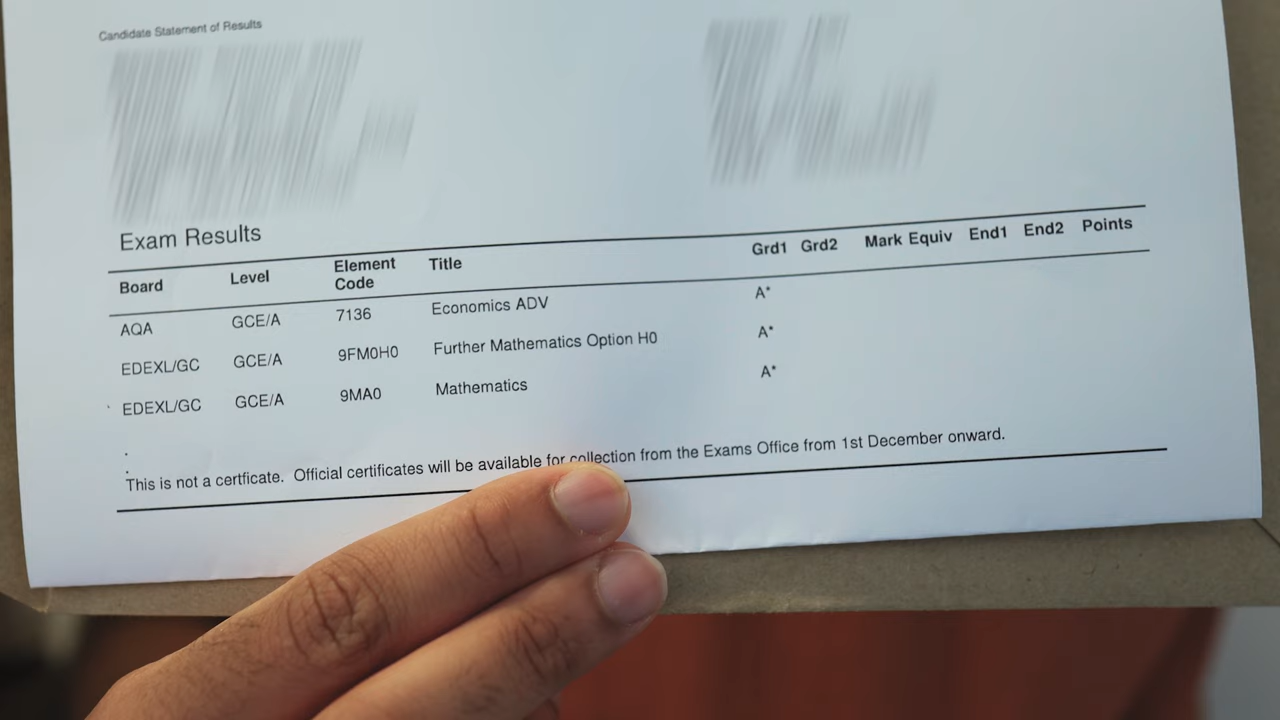 Candidate Statement of Results
Exam Results
Board Level Element Code Title Grd1 Grd2 Mark Equiv End1 End2 Points
AQA GCE/A 7136 Economics ADV A*
EDEXL/GC GCE/A 9FM0H0 Further Mathematics Option H0 A*
EDEXL/GC GCE/A 9MA0 Mathematics A*
.
.
This is not a certficate. Official certificates will be available for collection from the Exams Office from 1st December onward.